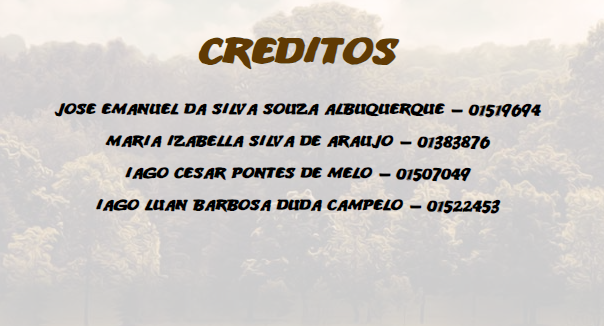 CREDITOS
JOSE EMANUEL DA SILVA SOUZA ALBUQUERQUE – 01519694
MARIA IZABELLA SILVA DE ARAUJO – 01383876
IAGO CESAR PONTES DE MELO – 01507049
IAGO LUAN BARBOSA DUDA CAMPELO – 01522453